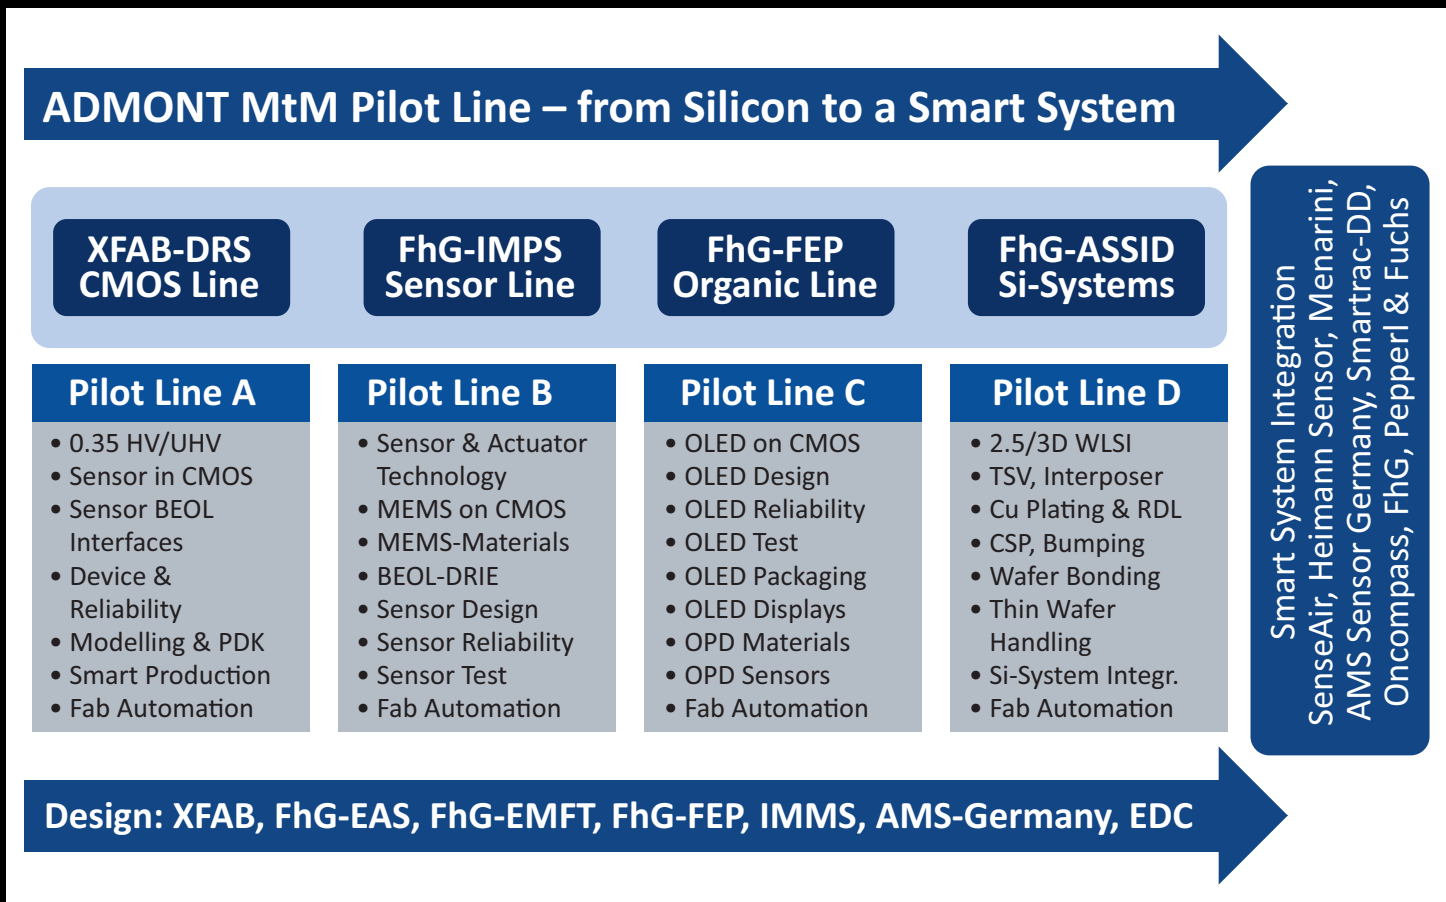 ADMONT MtM Pilot Line – from Silicon to a Smart System
XFAB-DRS
CMOS Line
FhG-IMPS
Sensor Line
FhG-FEP
Organic Line
FhG-ASSID
Si-Systems
Pilot Line A
• 0.35 HV/UHV
• Sensor in CMOS
• Sensor BEOL
Interfaces
• Device &
Reliability
• Modelling & PDK
• Smart Production
• Fab Automation
Pilot Line B
• Sensor & Actuator
Technology
• MEMS on CMOS
• MEMS-Materials
• BEOL-DRIE
• Sensor Design
• Sensor Reliability
• Sensor Test
• Fab Automation
Pilot Line C
• OLED on CMOS
• OLED Design
• OLED Reliability
• OLED Test
• OLED Packaging
• OLED Displays
• OPD Materials
• OPD Sensors
• Fab Automation
Pilot Line D
• 2.5/3D WLSI
• TSV, Interposer
• Cu Plating & RDL
• CSP, Bumping
• Wafer Bonding
• Thin Wafer
Handling
• Si-System Integr.
• Fab Automation
Smart System Integration
SenseAir, Heimann Sensor, Menarini,
AMS Sensor Germany, Smartrac-DD,
Oncompass, FhG, Pepperl & Fuchs
Design: XFAB, FhG-EAS, FhG-EMFT, FhG-FEP, IMMS, AMS-Germany, EDC